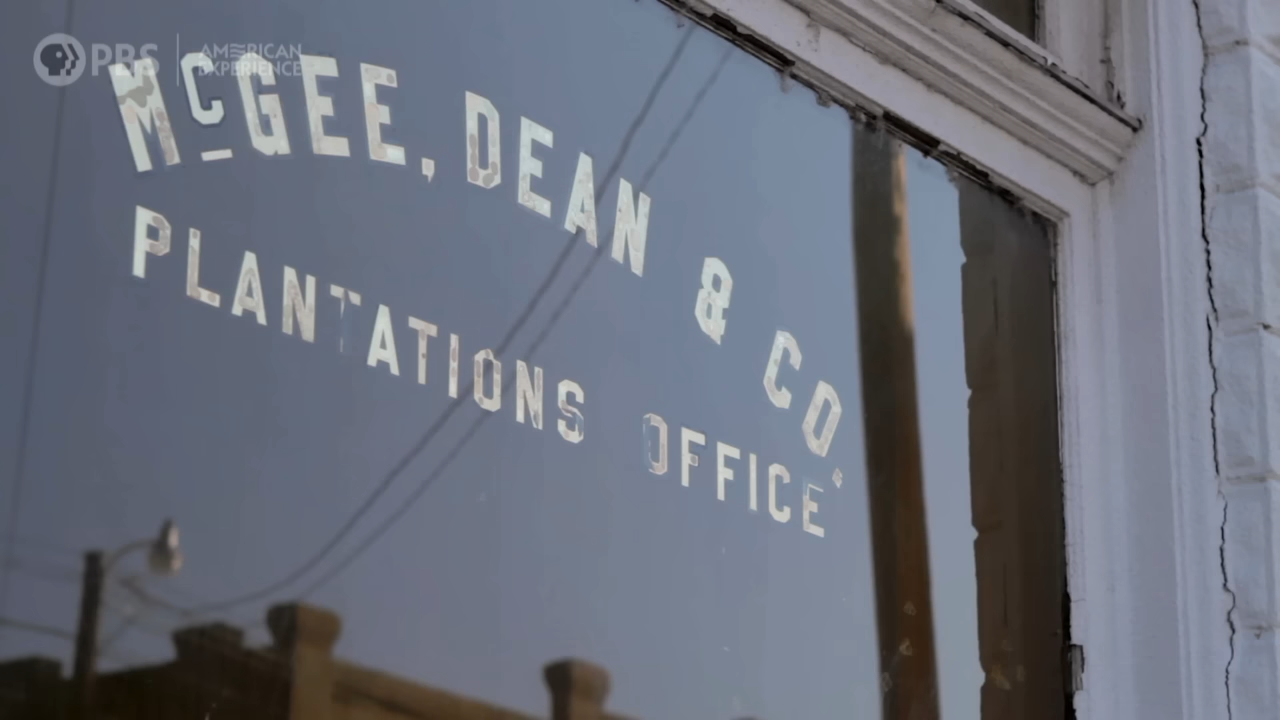 PBS
AMERICAN
EXPERIENCE
McGEE, DEAN & CO.
PLANTATIONS OFFICE